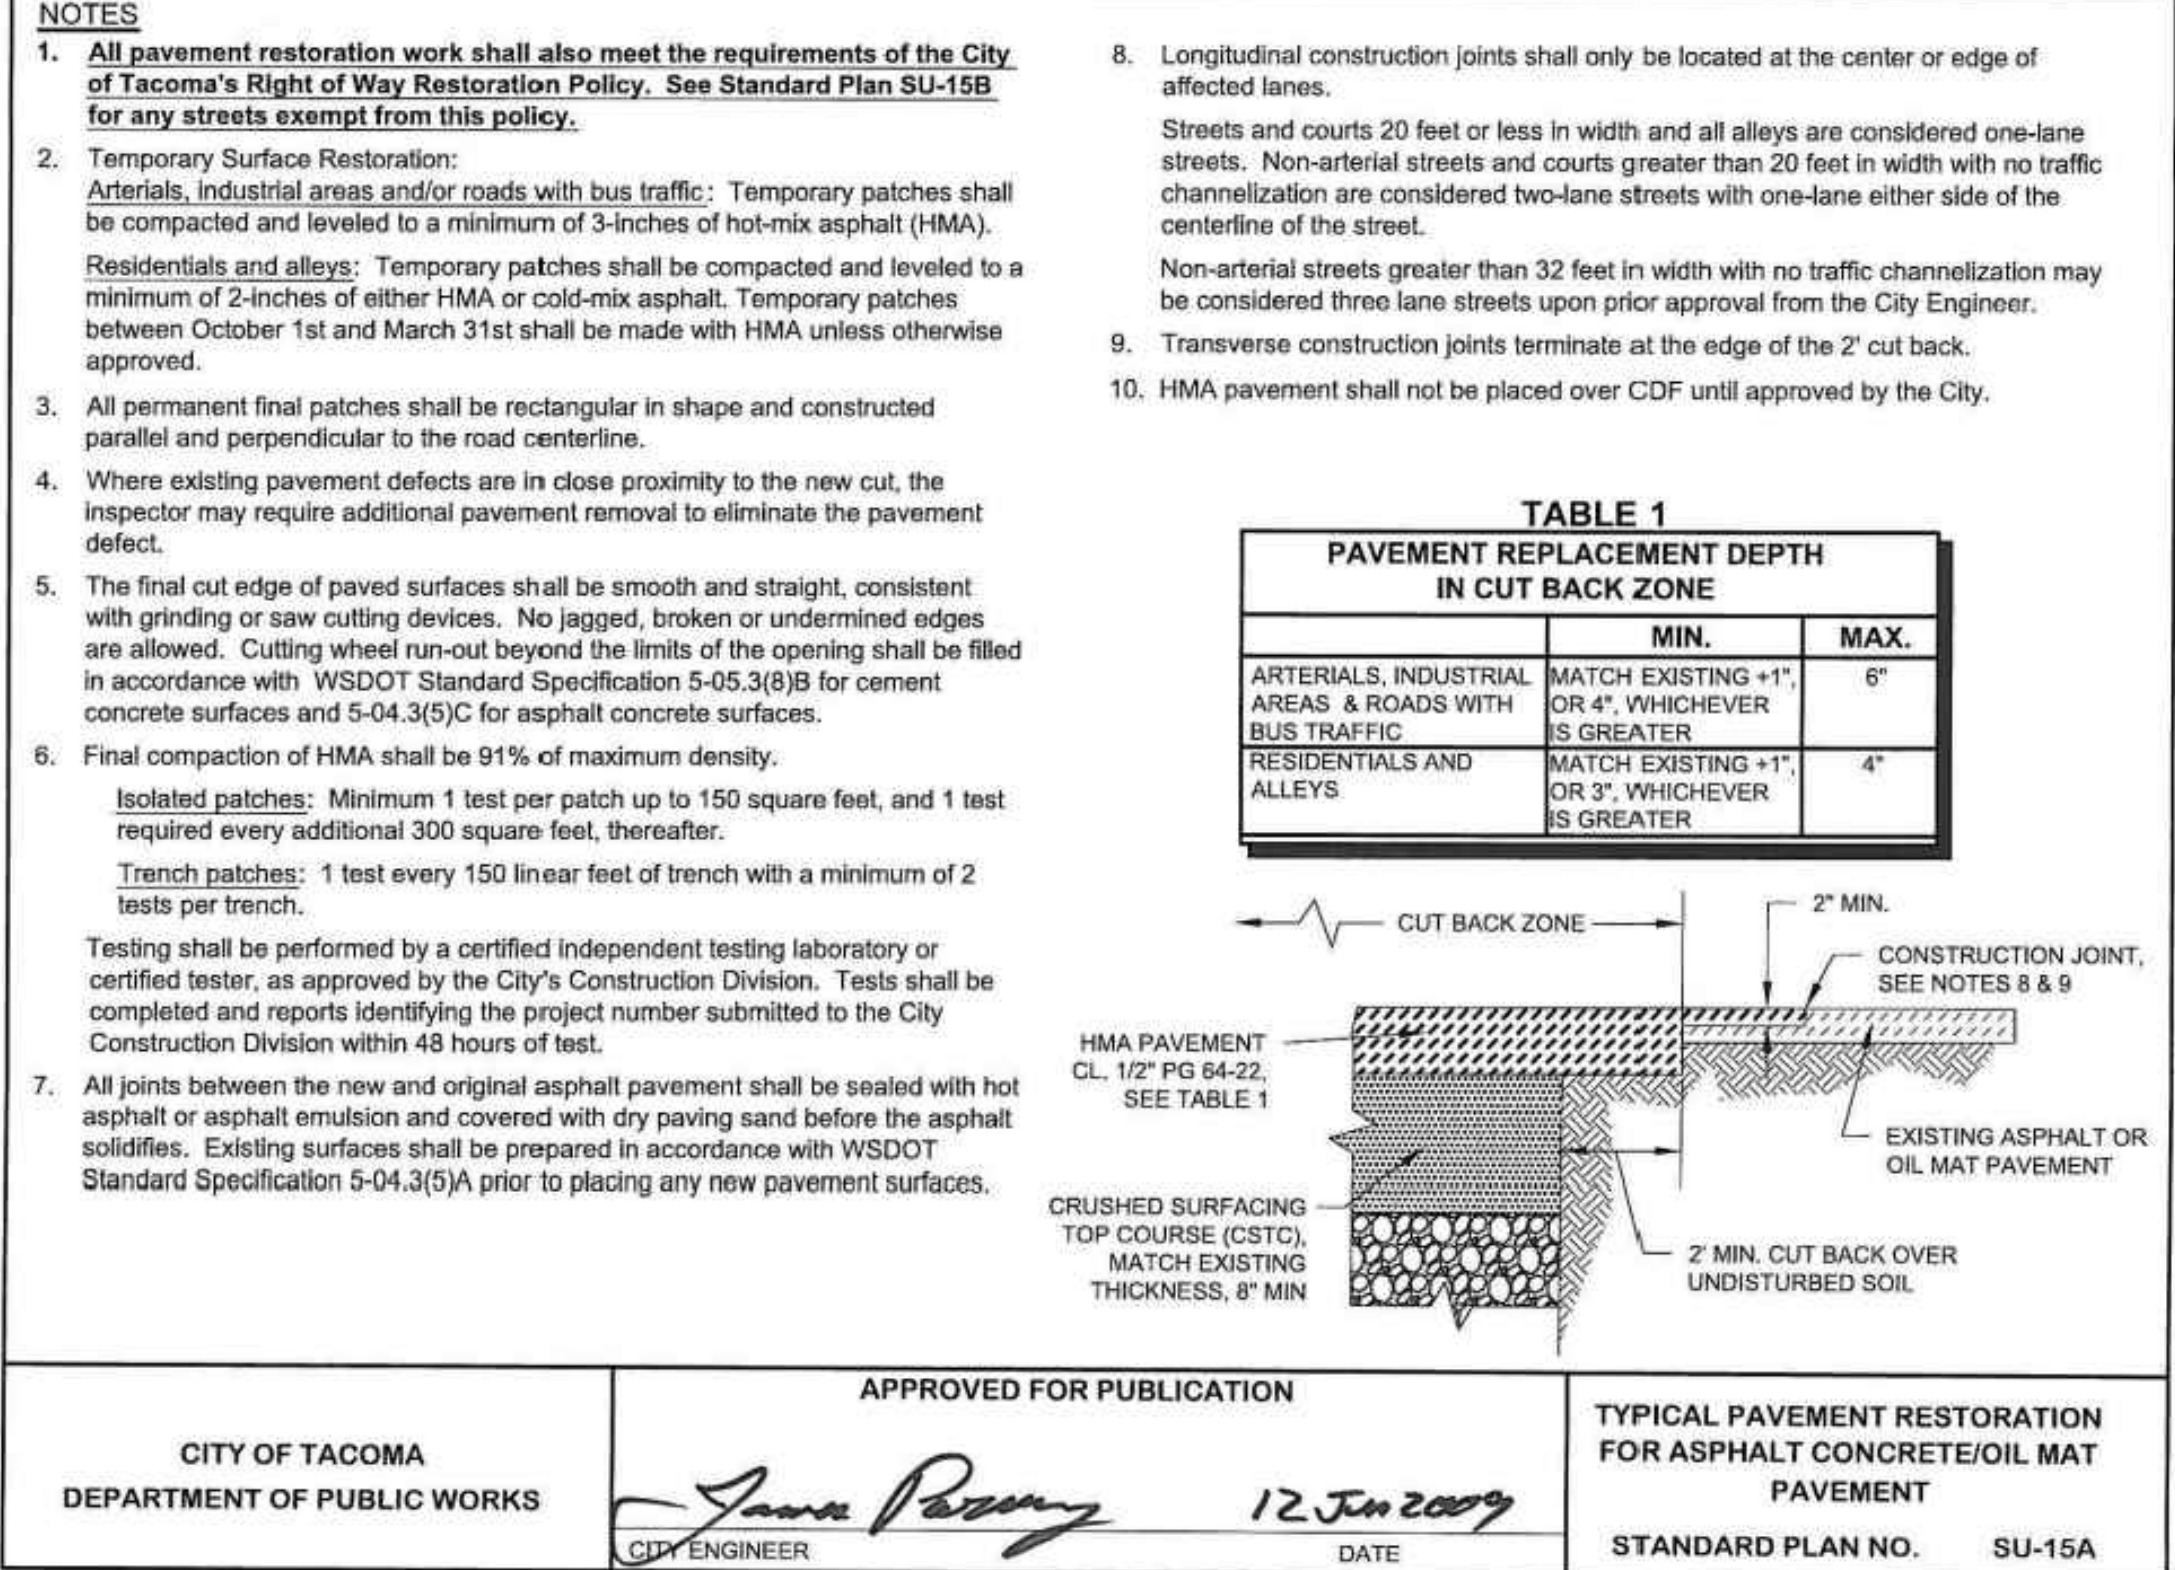 NOTES
1. All pavement restoration work shall also meet the requirements of the City
of Tacoma's Right of Way Restoration Policy. See Standard Plan SU-15B
for any streets exempt from this policy.
2. Temporary Surface Restoration:
Arterials, industrial areas and/or roads with bus traffic: Temporary patches shall
be compacted and leveled to a minimum of 3-inches of hot-mix asphalt (HMA).
Residentials and alleys: Temporary patches shall be compacted and leveled to a
minimum of 2-inches of either HMA or cold-mix asphalt. Temporary patches
between October 1st and March 31st shall be made with HMA unless otherwise
approved.
3. All permanent final patches shall be rectangular in shape and constructed
parallel and perpendicular to the road centerline.
4. Where existing pavement defects are in close proximity to the new cut, the
inspector may require additional pavement removal to eliminate the pavement
defect.
5. The final cut edge of paved surfaces shall be smooth and straight, consistent
with grinding or saw cutting devices. No jagged, broken or undermined edges
are allowed. Cutting wheel run-out beyond the limits of the opening shall be filled
in accordance with WSDOT Standard Specification 5-05.3(8)B for cement
concrete surfaces and 5-04.3(5)C for asphalt concrete surfaces.
6. Final compaction of HMA shall be 91% of maximum density.
Isolated patches: Minimum 1 test per patch up to 150 square feet, and 1 test
required every additional 300 square feet, thereafter.
Trench patches: 1 test every 150 linear feet of trench with a minimum of 2
tests per trench.
Testing shall be performed by a certified independent testing laboratory or
certified tester, as approved by the City's Construction Division. Tests shall be
completed and reports identifying the project number submitted to the City
Construction Division within 48 hours of test.
7. All joints between the new and original asphalt pavement shall be sealed with hot
asphalt or asphalt emulsion and covered with dry paving sand before the asphalt
solidifies. Existing surfaces shall be prepared in accordance with WSDOT
Standard Specification 5-04.3(5)A prior to placing any new pavement surfaces.
8. Longitudinal construction joints shall only be located at the center or edge of
affected lanes.
Streets and courts 20 feet or less in width and all alleys are considered one-lane
streets. Non-arterial streets and courts greater than 20 feet in width with no traffic
channelization are considered two-lane streets with one-lane either side of the
centerline of the street.
Non-arterial streets greater than 32 feet in width with no traffic channelization may
be considered three lane streets upon prior approval from the City Engineer.
9. Transverse construction joints terminate at the edge of the 2' cut back.
10. HMA pavement shall not be placed over CDF until approved by the City.
TABLE 1
PAVEMENT REPLACEMENT DEPTH
IN CUT BACK ZONE
MIN. MAX.
ARTERIALS, INDUSTRIAL MATCH EXISTING +1", 6"
AREAS & ROADS WITH OR 4", WHICHEVER
BUS TRAFFIC IS GREATER
RESIDENTIALS AND MATCH EXISTING +1", 4"
ALLEYS OR 3", WHICHEVER
IS GREATER
2" MIN.
CUT BACK ZONE
CONSTRUCTION JOINT,
SEE NOTES 8 & 9
HMA PAVEMENT
CL. 1/2" PG 64-22,
SEE TABLE 1
EXISTING ASPHALT OR
OIL MAT PAVEMENT
CRUSHED SURFACING
TOP COURSE (CSTC),
MATCH EXISTING
THICKNESS, 8" MIN
2' MIN. CUT BACK OVER
UNDISTURBED SOIL
CITY OF TACOMA
DEPARTMENT OF PUBLIC WORKS
APPROVED FOR PUBLICATION
12 Jun 2009
CITY ENGINEER
DATE
TYPICAL PAVEMENT RESTORATION
FOR ASPHALT CONCRETE/OIL MAT
PAVEMENT
STANDARD PLAN NO. SU-15A